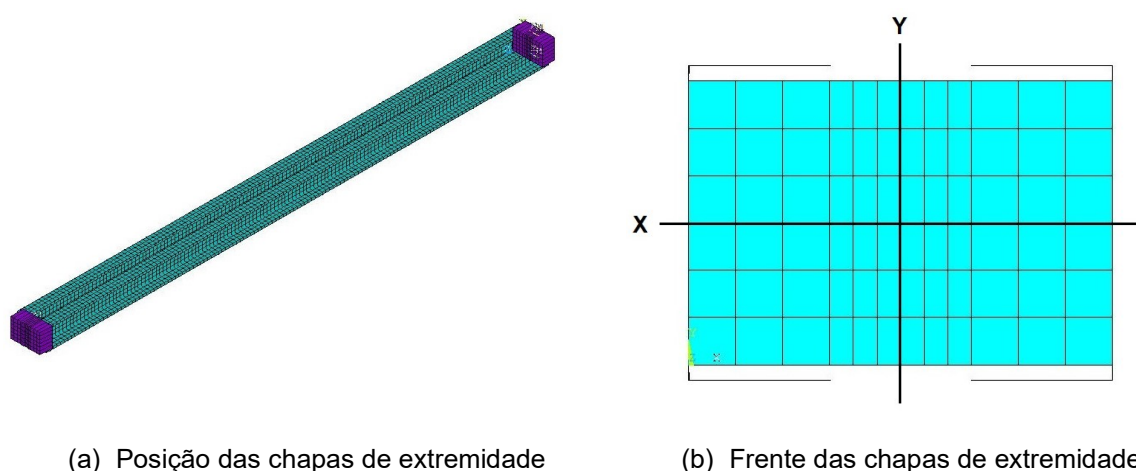 Y
X
(a) Posição das chapas de extremidade
(b) Frente das chapas de extremidade